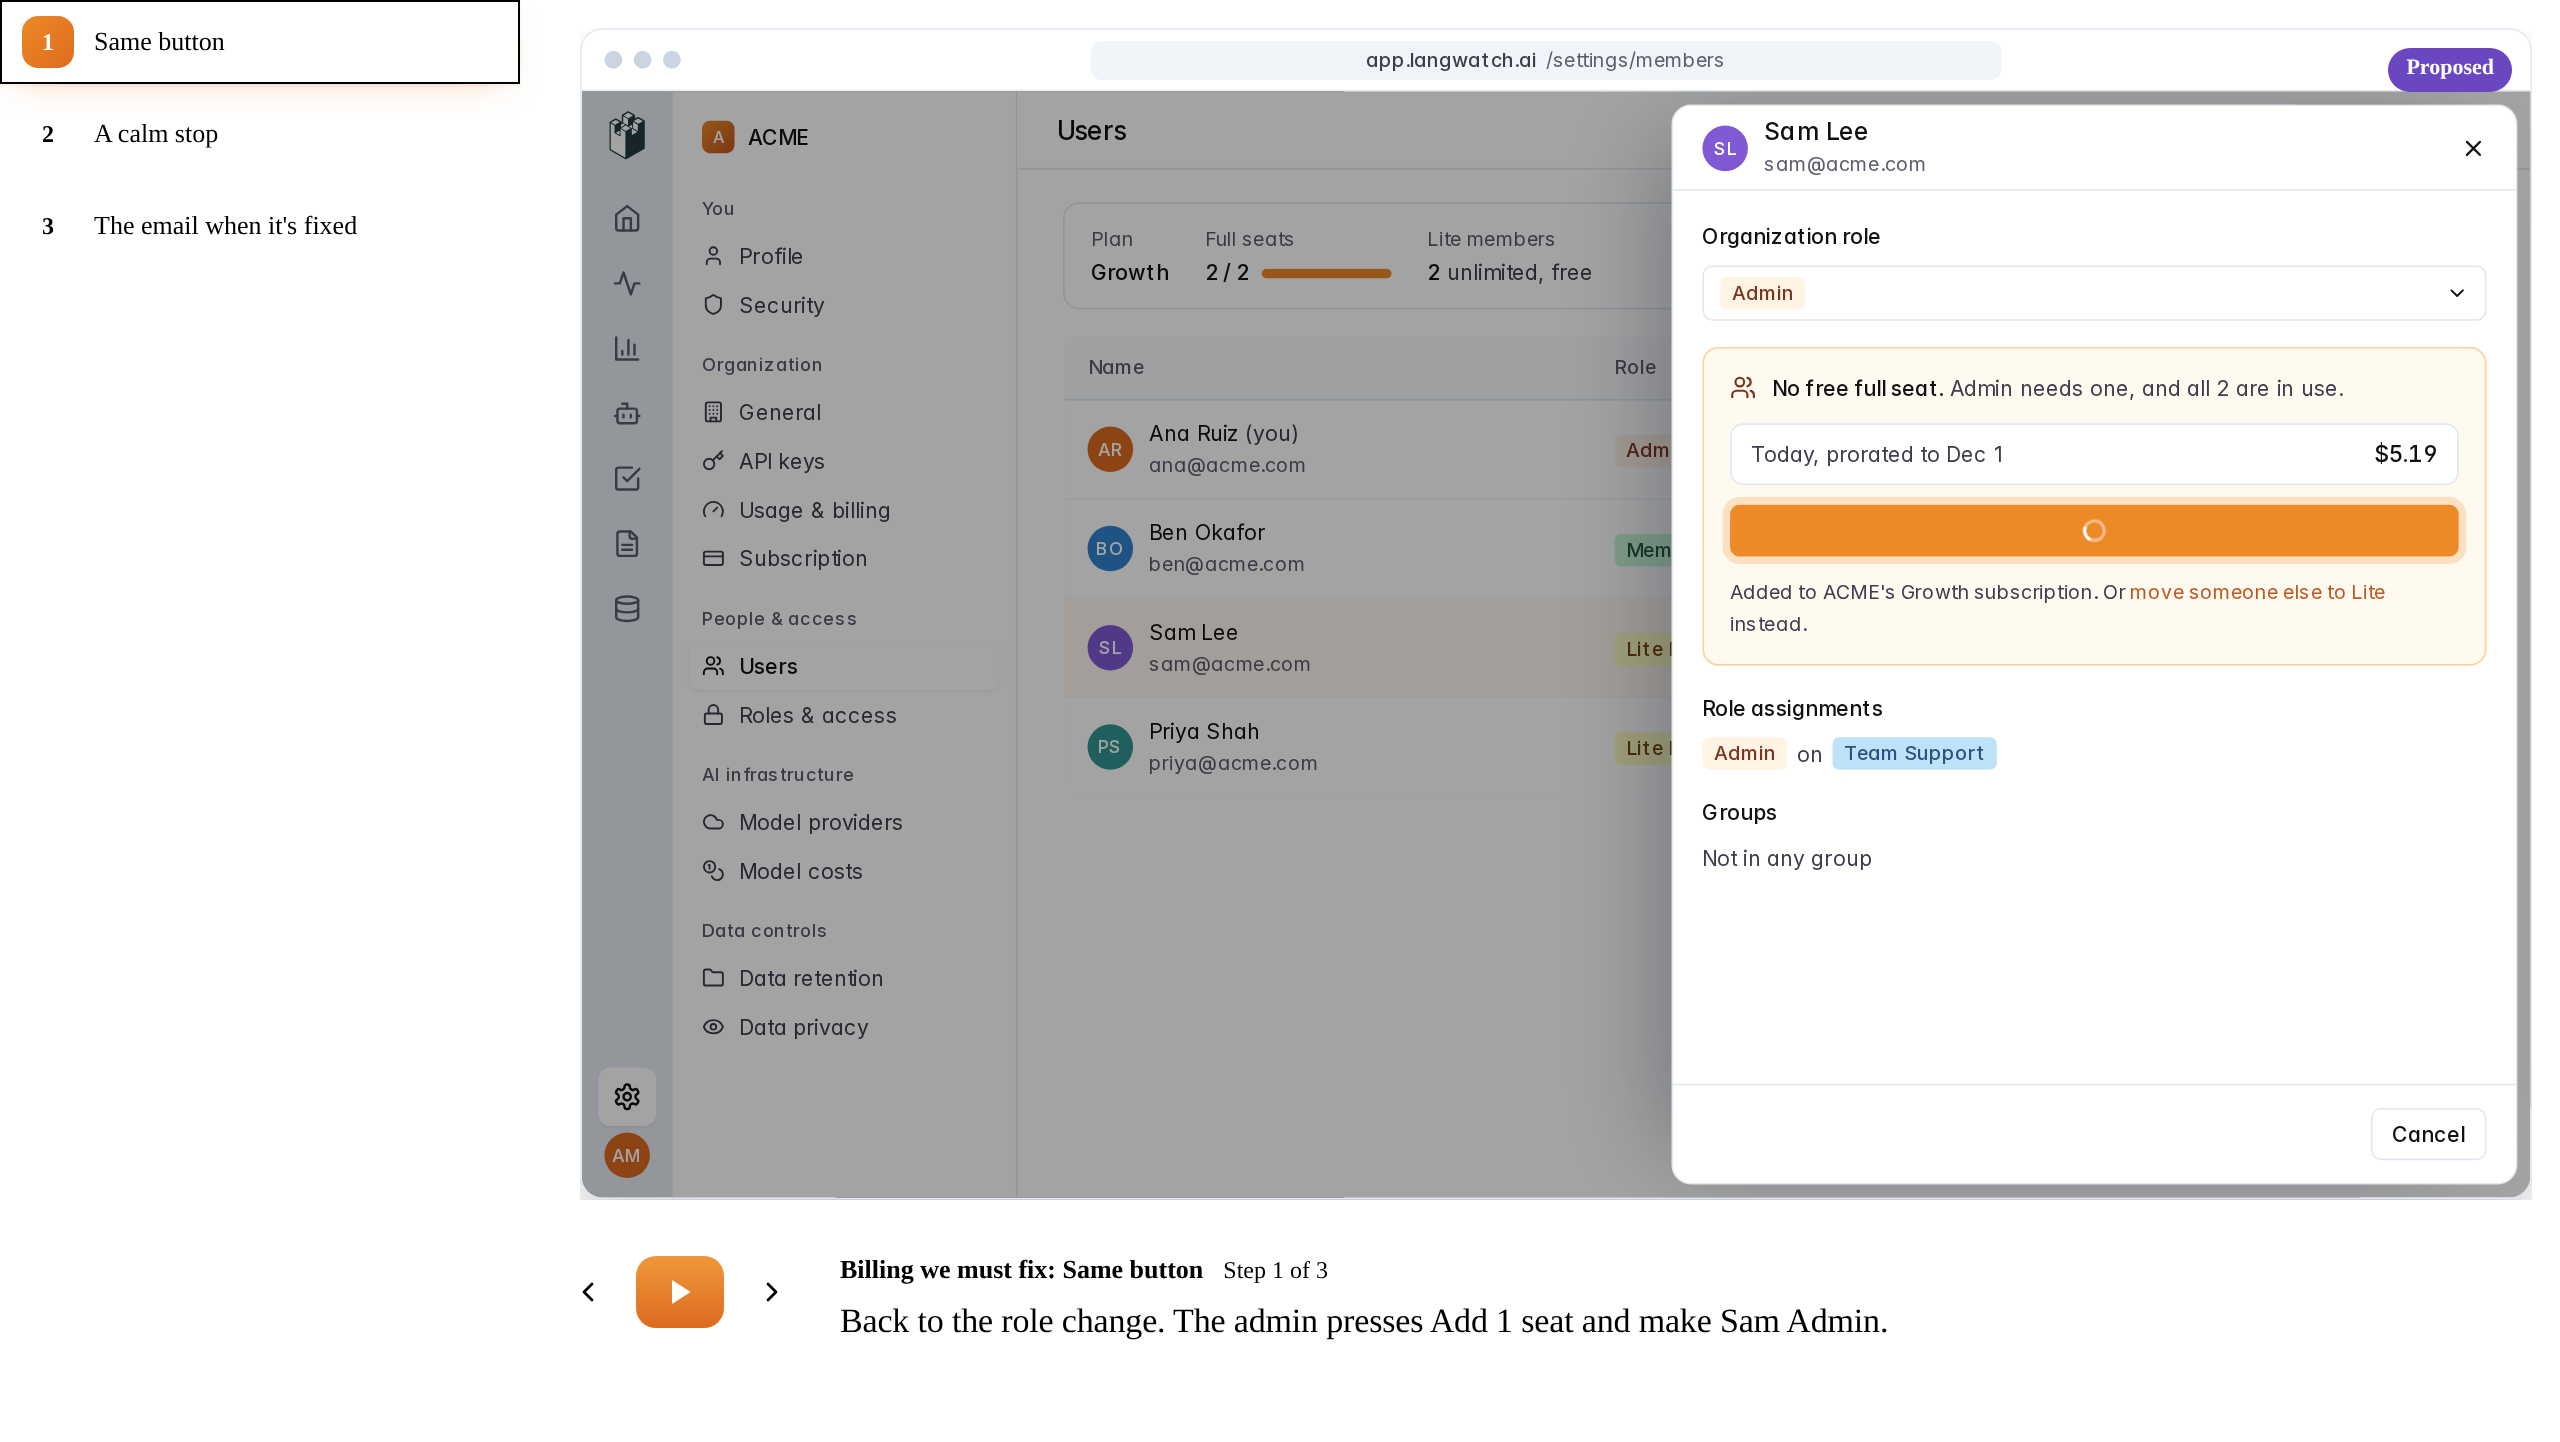 1 Same button
2 A calm stop
3 The email when it's fixed
app.langwatch.ai /settings/members
Proposed
A ACME
You
Profile
Security
Organization
General
API keys
Usage & billing
Subscription
People & access
Users
Roles & access
AI infrastructure
Model providers
Model costs
Data controls
Data retention
Data privacy
AM
Users
Plan Full seats Lite members
Growth 2 / 2 2 unlimited, free
Name Role
AR Ana Ruiz (you) Adm
ana@acme.com
BO Ben Okafor Mem
ben@acme.com
SL Sam Lee Lite
sam@acme.com
PS Priya Shah Lite
priya@acme.com
SL Sam Lee
sam@acme.com
Organization role
Admin
No free full seat. Admin needs one, and all 2 are in use.
Today, prorated to Dec 1 $5.19
Added to ACME's Growth subscription. Or move someone else to Lite
instead.
Role assignments
Admin on Team Support
Groups
Not in any group
Cancel
Billing we must fix: Same button Step 1 of 3
Back to the role change. The admin presses Add 1 seat and make Sam Admin.